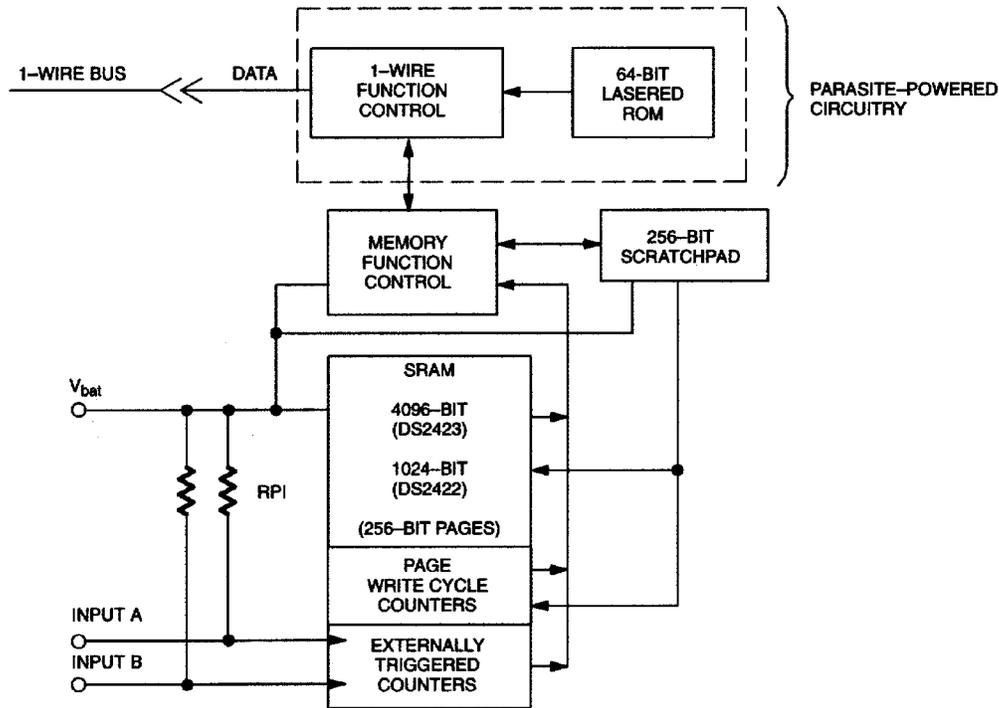 1–WIRE BUS
DATA
1–WIRE
FUNCTION
CONTROL
64-BIT
LASERED
ROM
PARASITE–POWERED
CIRCUITRY
MEMORY
FUNCTION
CONTROL
256–BIT
SCRATCHPAD
Vbat
SRAM
4096–BIT
(DS2423)
1024–BIT
(DS2422)
(256–BIT PAGES)
RPI
PAGE
WRITE CYCLE
COUNTERS
INPUT A
INPUT B
EXTERNALLY
TRIGGERED
COUNTERS